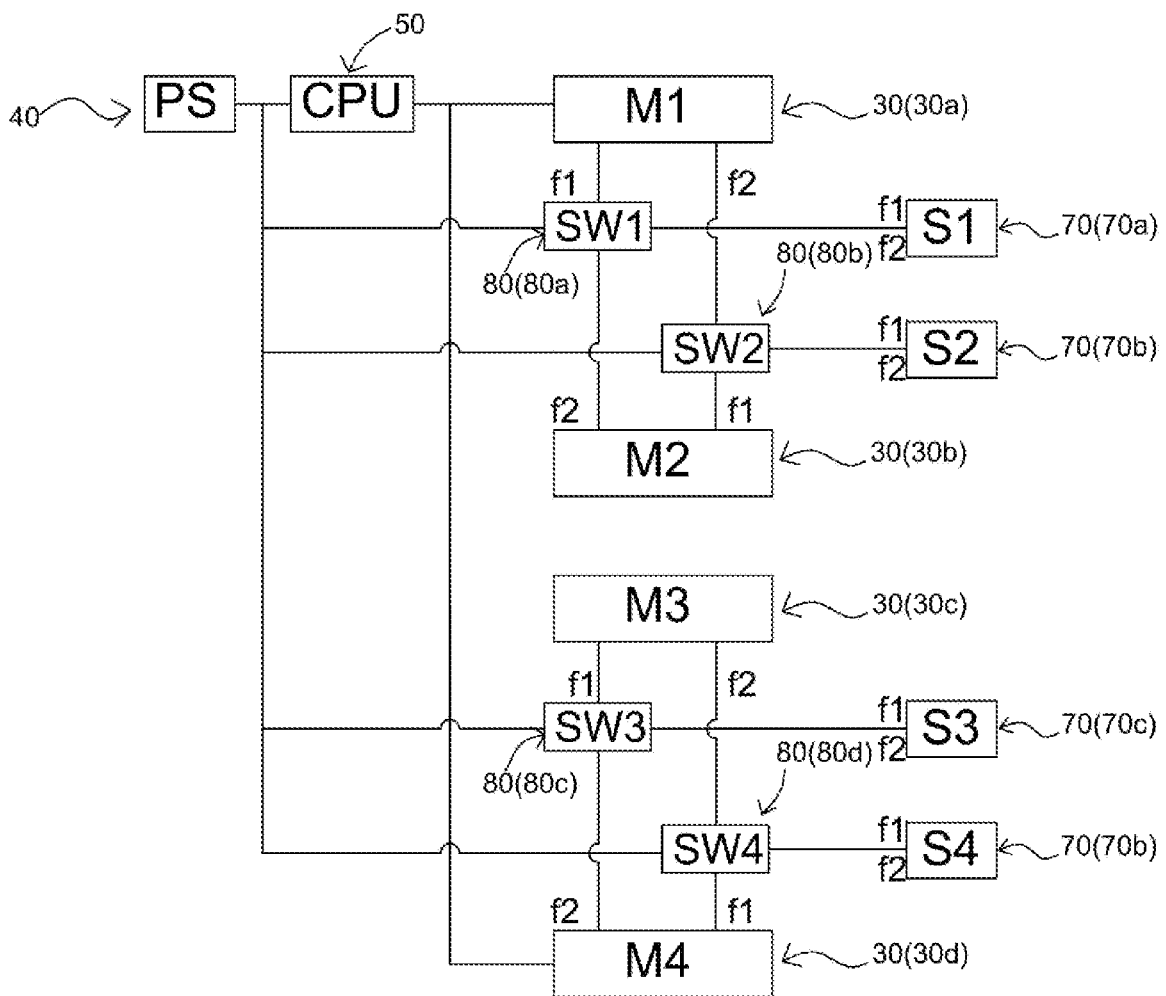 50
40 PS CPU M1 30(30a)
f1 f2
SW1 f1 S1 70(70a)
f2
80(80a) 80(80b)
SW2 f1 S2 70(70b)
f2
f2 f1
M2 30(30b)
M3 30(30c)
f1 f2
SW3 f1 S3 70(70c)
f2
80(80c) 80(80d)
SW4 f1 S4 70(70b)
f2
f2 f1
M4 30(30d)